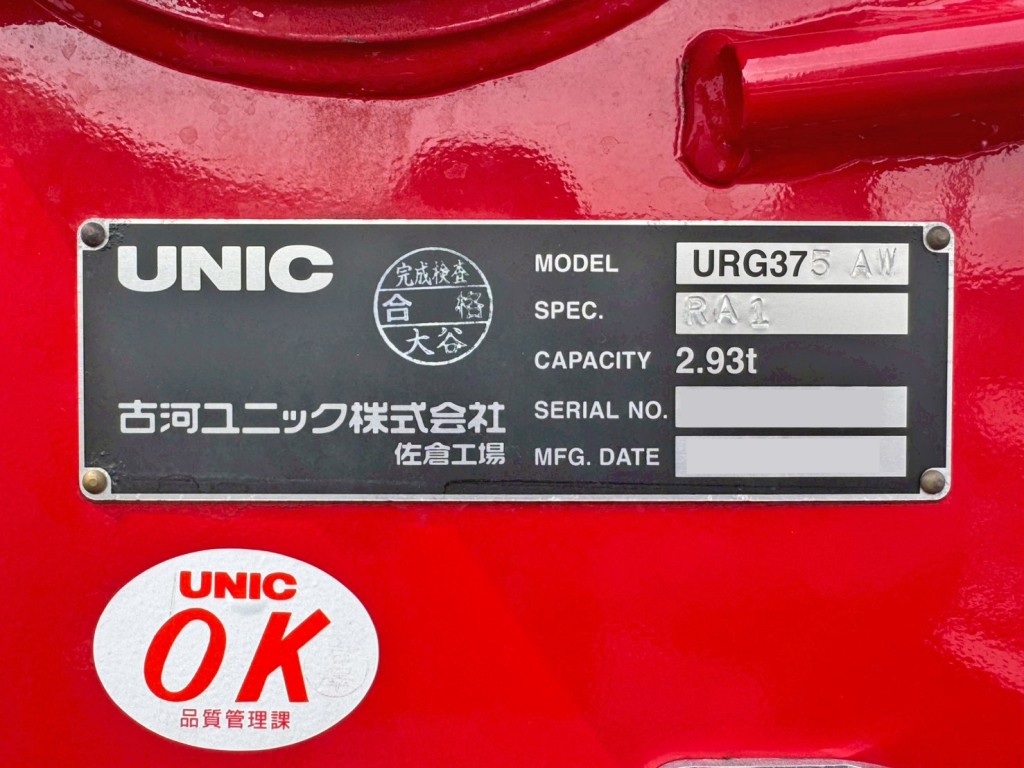 UNIC
完成検査
合格
大谷
古河ユニック株式会社
佐倉工場
MODEL URG375 AW
SPEC. RA1
CAPACITY 2.93t
SERIAL NO.
MFG. DATE
UNIC
OK
品質管理課